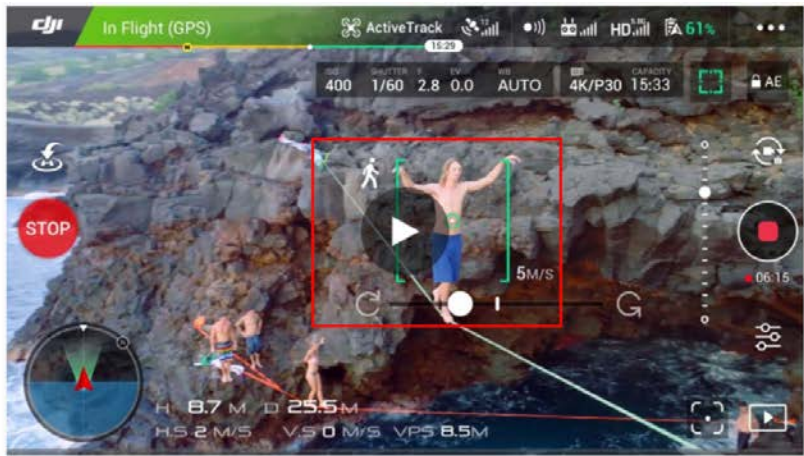 dji In Flight (GPS) ActiveTrack 12 HD 61%
15:29
ISO SHUTTER F EV WB CAPACITY
400 1/60 2.8 0.0 AUTO 4K/P30 15:33 AE
STOP
5M/S
06:15
N
H 8.7 M D 25.5 M
H.S 2 M/S V.S 0 M/S VPS 8.5M